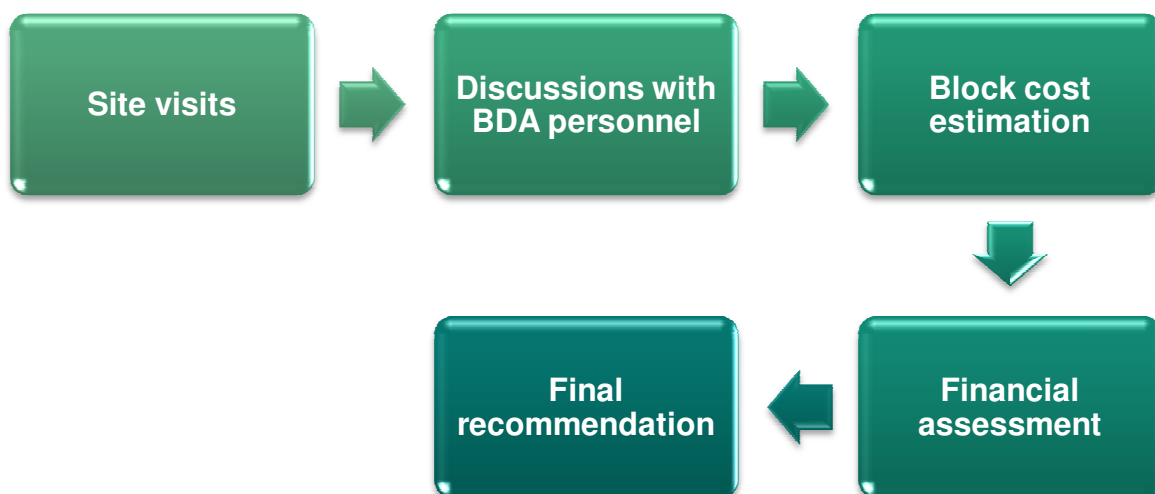 Site visits
Discussions with
BDA personnel
Block cost
estimation
Financial
assessment
Final
recommendation